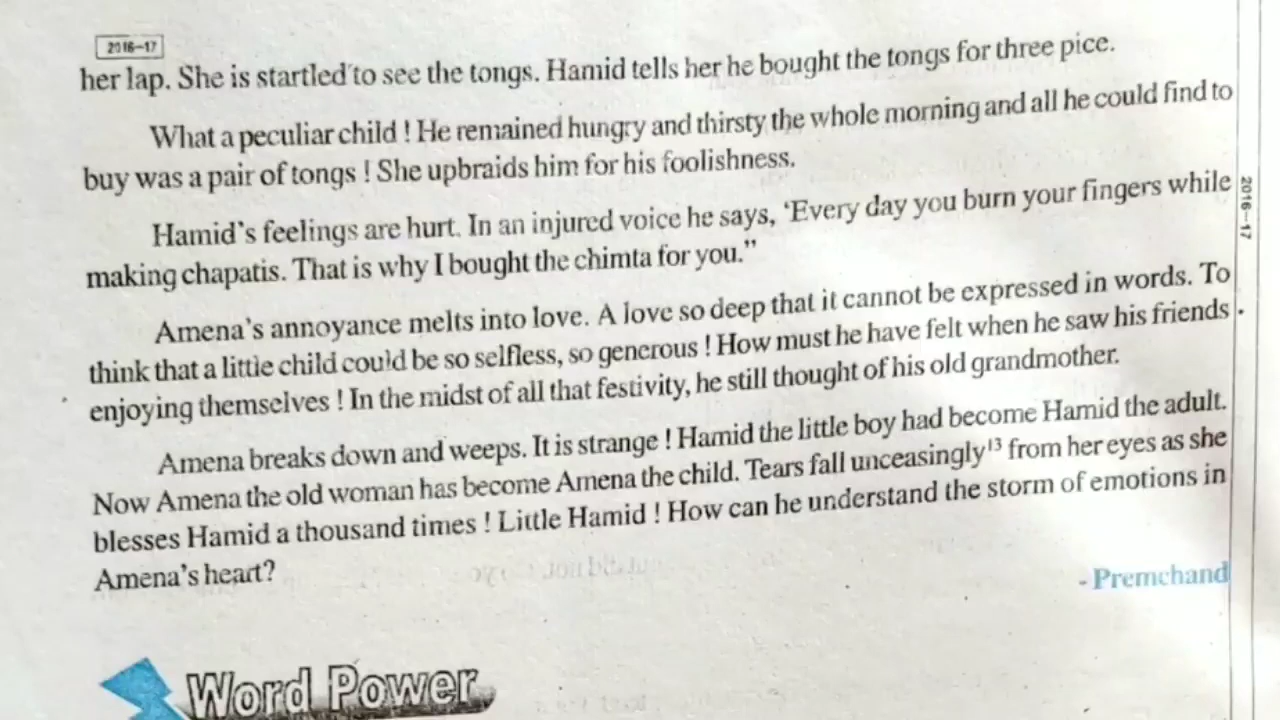 2016–17
her lap. She is startled to see the tongs. Hamid tells her he bought the tongs for three pice.
What a peculiar child ! He remained hungry and thirsty the whole morning and all he could find to
buy was a pair of tongs ! She upbraids him for his foolishness.
Hamid's feelings are hurt. In an injured voice he says, 'Every day you burn your fingers while
making chapatis. That is why I bought the chimta for you."
Amena's annoyance melts into love. A love so deep that it cannot be expressed in words. To
think that a little child could be so selfless, so generous ! How must he have felt when he saw his friends
enjoying themselves ! In the midst of all that festivity, he still thought of his old grandmother.
Amena breaks down and weeps. It is strange ! Hamid the little boy had become Hamid the adult.
Now Amena the old woman has become Amena the child. Tears fall unceasingly¹³ from her eyes as she
blesses Hamid a thousand times ! Little Hamid ! How can he understand the storm of emotions in
Amena's heart?
- Premchand
Word Power
2016–17